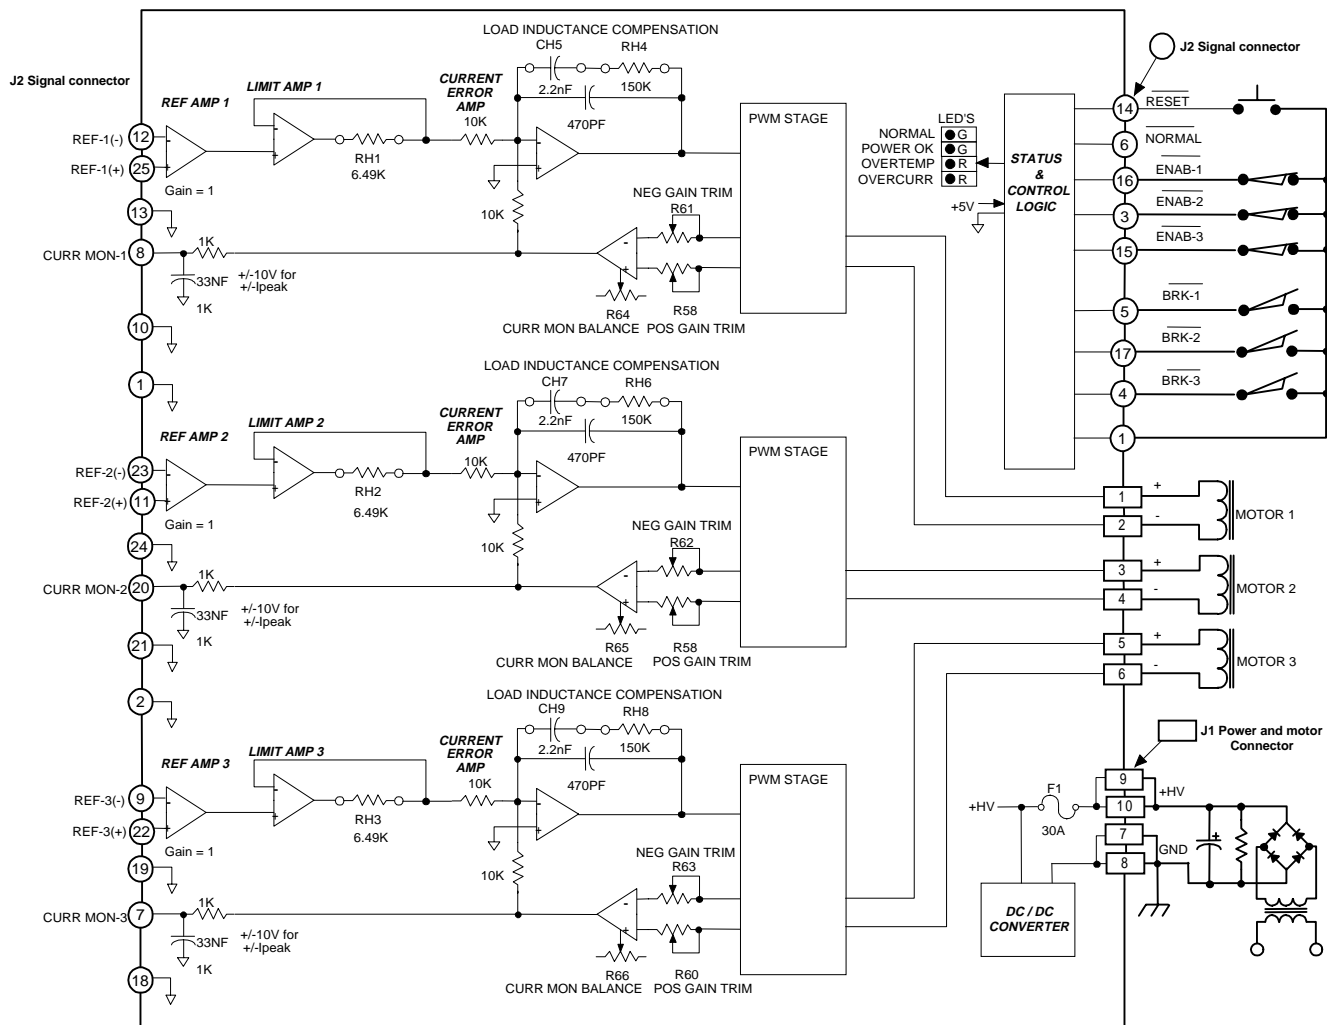 J2 Signal connector
REF AMP 1
LIMIT AMP 1
CURRENT
ERROR
AMP
LOAD INDUCTANCE COMPENSATION
CH5
RH4
2.2nF
150K
470PF
10K
REF-1(-)
12
REF-1(+)
25
-
+
Gain = 1
-
+
RH1
6.49K
-
+
10K
13
CURR MON-1
8
1K
33NF
+/-10V for
+/-Ipeak
1K
NEG GAIN TRIM
R61
-
+
R64
R58
CURR MON BALANCE
POS GAIN TRIM
10
1
PWM STAGE
REF AMP 2
LIMIT AMP 2
CURRENT
ERROR
AMP
LOAD INDUCTANCE COMPENSATION
CH7
RH6
2.2nF
150K
470PF
10K
REF-2(-)
23
REF-2(+)
11
-
+
Gain = 1
-
+
RH2
6.49K
-
+
10K
24
CURR MON-2
20
1K
33NF
+/-10V for
+/-Ipeak
1K
NEG GAIN TRIM
R62
-
+
R65
R58
CURR MON BALANCE
POS GAIN TRIM
21
2
PWM STAGE
REF AMP 3
LIMIT AMP 3
CURRENT
ERROR
AMP
LOAD INDUCTANCE COMPENSATION
CH9
RH8
2.2nF
150K
470PF
10K
REF-3(-)
9
REF-3(+)
22
-
+
Gain = 1
-
+
RH3
6.49K
-
+
10K
19
CURR MON-3
7
1K
33NF
+/-10V for
+/-Ipeak
1K
NEG GAIN TRIM
R63
-
+
R66
R60
CURR MON BALANCE
POS GAIN TRIM
18
PWM STAGE
LED'S
NORMAL G
POWER OK G
OVERTEMP R
OVERCURR R
+5V
STATUS
&
CONTROL
LOGIC
J2 Signal connector
14 RESET
6 NORMAL
16 ENAB-1
3 ENAB-2
15 ENAB-3
5 BRK-1
17 BRK-2
4 BRK-3
1
1 +
2 -
MOTOR 1
3 +
4 -
MOTOR 2
5 +
6 -
MOTOR 3
J1 Power and motor
Connector
+HV
F1
30A
9
10
+HV
7
GND
8
+
DC / DC
CONVERTER